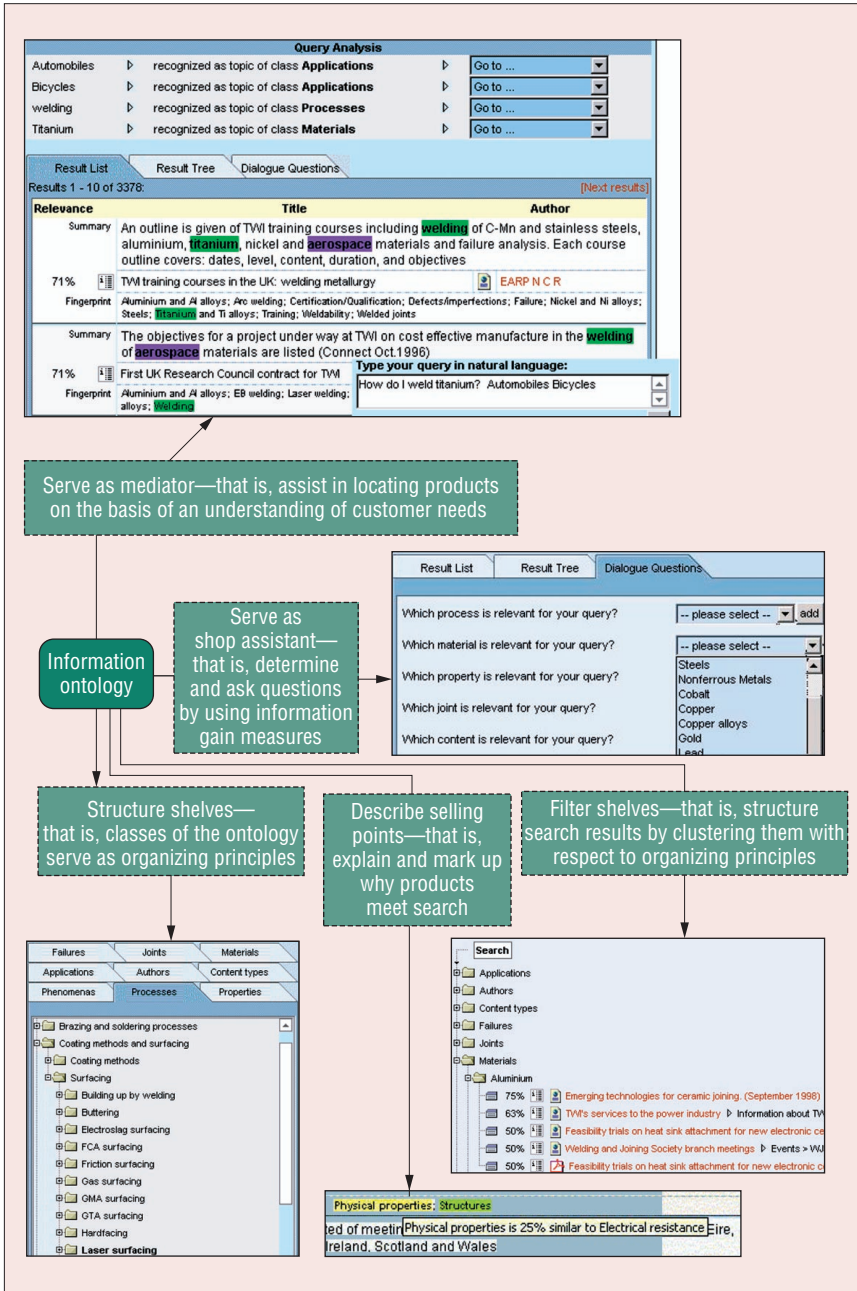 Query Analysis
Automobiles recognized as topic of class Applications Go to ...
Bicycles recognized as topic of class Applications Go to ...
welding recognized as topic of class Processes Go to ...
Titanium recognized as topic of class Materials Go to ...
Result List Result Tree Dialogue Questions
Results 1 - 10 of 3378: [Next results]
Relevance Title Author
Summary An outline is given of TWI training courses including welding of C-Mn and stainless steels,
aluminium, titanium, nickel and aerospace materials and failure analysis. Each course
outline covers: dates, level, content, duration, and objectives
71% TWI training courses in the UK: welding metallurgy EARP N C R
Fingerprint Aluminium and Al alloys; Arc welding; Certification/Qualification; Defects/imperfections; Failure; Nickel and Ni alloys;
Steels; Titanium and Ti alloys; Training; Weldability; Welded joints
Summary The objectives for a project under way at TWI on cost effective manufacture in the welding
of aerospace materials are listed (Connect Oct.1996)
71% First UK Research Council contract for TWI
Fingerprint Aluminium and Al alloys; EB welding; Laser welding;
alloys; Welding
Type your query in natural language:
How do I weld titanium? Automobiles Bicycles
Serve as mediator—that is, assist in locating products
on the basis of an understanding of customer needs
Information
ontology
Serve as
shop assistant—
that is, determine
and ask questions
by using information
gain measures
Result List Result Tree Dialogue Questions
Which process is relevant for your query? -- please select -- add
Which material is relevant for your query? -- please select --
Which property is relevant for your query?
Which joint is relevant for your query?
Which content is relevant for your query?
Steels
Nonferrous Metals
Cobalt
Copper
Copper alloys
Gold
Lead
Structure shelves—
that is, classes of the ontology
serve as organizing principles
Describe selling
points—that is,
explain and mark up
why products
meet search
Filter shelves—that is, structure
search results by clustering them with
respect to organizing principles
Failures Joints Materials
Applications Authors Content types
Phenomenas Processes Properties
Brazing and soldering processes
Coating methods and surfacing
Coating methods
Surfacing
Building up by welding
Buttering
Electroslag surfacing
FCA surfacing
Friction surfacing
Gas surfacing
GMA surfacing
GTA surfacing
Hardfacing
Laser surfacing
Search
Applications
Authors
Content types
Failures
Joints
Materials
Aluminium
75% Emerging technologies for ceramic joining. (September 1998)
63% TWI's services to the power industry Information about TW
50% Feasibility trials on heat sink attachment for new electronic ce
50% Welding and Joining Society branch meetings Events > WJ
50% Feasibility trials on heat sink attachment for new electronic c
Physical properties; Structures
ted of meetin Physical properties is 25% similar to Electrical resistance Eire,
Ireland, Scotland and Wales